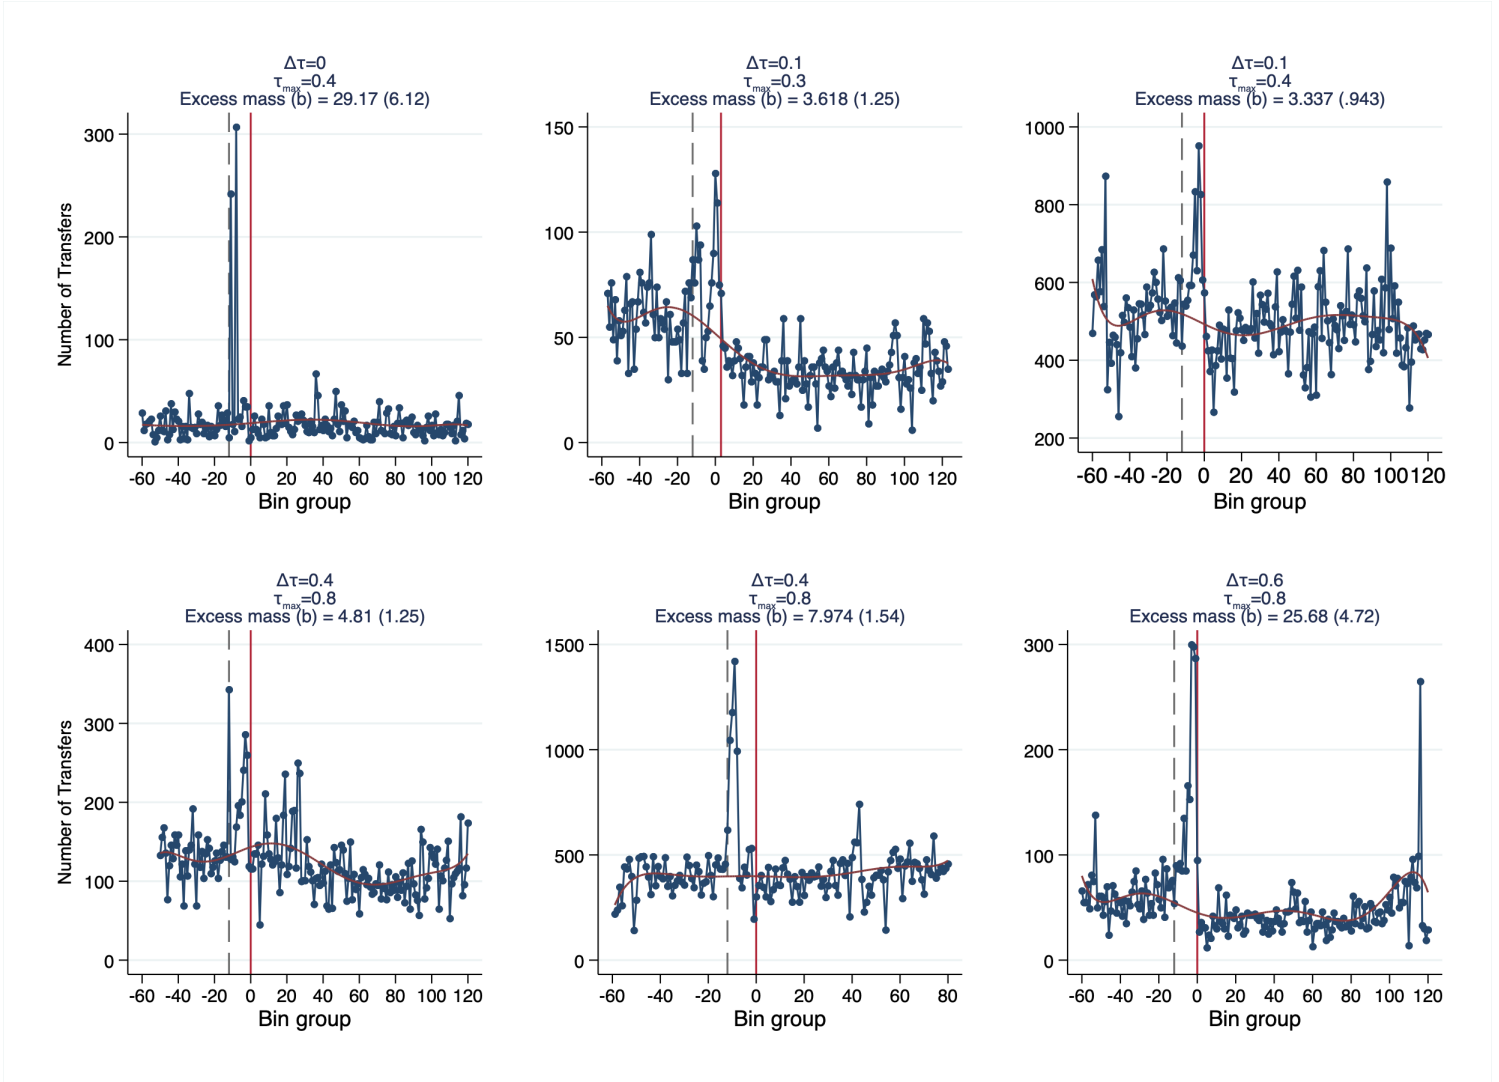 Δτ=0
τmax=0.4
Excess mass (b) = 29.17 (6.12)
Number of Transfers
300
200
100
0
-60 -40 -20 0 20 40 60 80 100 120
Bin group
Δτ=0.1
τmax=0.3
Excess mass (b) = 3.618 (1.25)
150
100
50
0
-60 -40 -20 0 20 40 60 80 100 120
Bin group
Δτ=0.1
τmax=0.4
Excess mass (b) = 3.337 (.943)
1000
800
600
400
200
-60 -40 -20 0 20 40 60 80 100 120
Bin group
Δτ=0.4
τmax=0.8
Excess mass (b) = 4.81 (1.25)
Number of Transfers
400
300
200
100
0
-60 -40 -20 0 20 40 60 80 100 120
Bin group
Δτ=0.4
τmax=0.8
Excess mass (b) = 7.974 (1.54)
1500
1000
500
0
-60 -40 -20 0 20 40 60 80
Bin group
Δτ=0.6
τmax=0.8
Excess mass (b) = 25.68 (4.72)
300
200
100
0
-60 -40 -20 0 20 40 60 80 100 120
Bin group